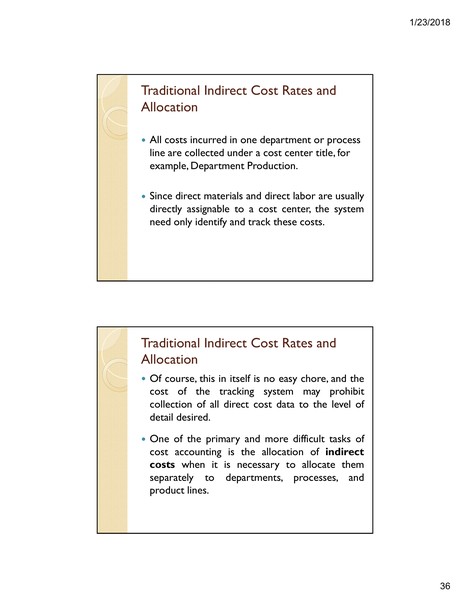 1/23/2018
Traditional Indirect Cost Rates and
Allocation
• All costs incurred in one department or process
line are collected under a cost center title, for
example, Department Production.
• Since direct materials and direct labor are usually
directly assignable to a cost center, the system
need only identify and track these costs.
Traditional Indirect Cost Rates and
Allocation
• Of course, this in itself is no easy chore, and the
cost of the tracking system may prohibit
collection of all direct cost data to the level of
detail desired.
• One of the primary and more difficult tasks of
cost accounting is the allocation of indirect
costs when it is necessary to allocate them
separately to departments, processes, and
product lines.
36